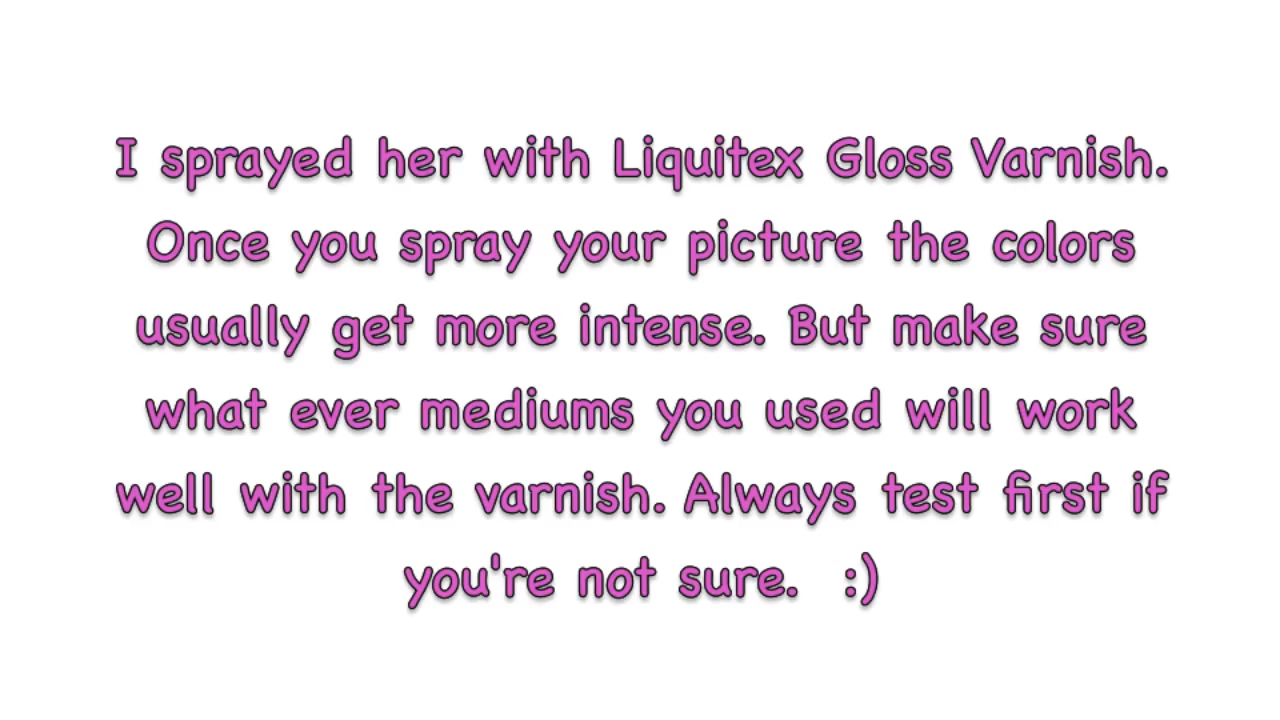 I sprayed her with Liquitex Gloss Varnish.
Once you spray your picture the colors
usually get more intense. But make sure
what ever mediums you used will work
well with the varnish. Always test first if
you're not sure. :)